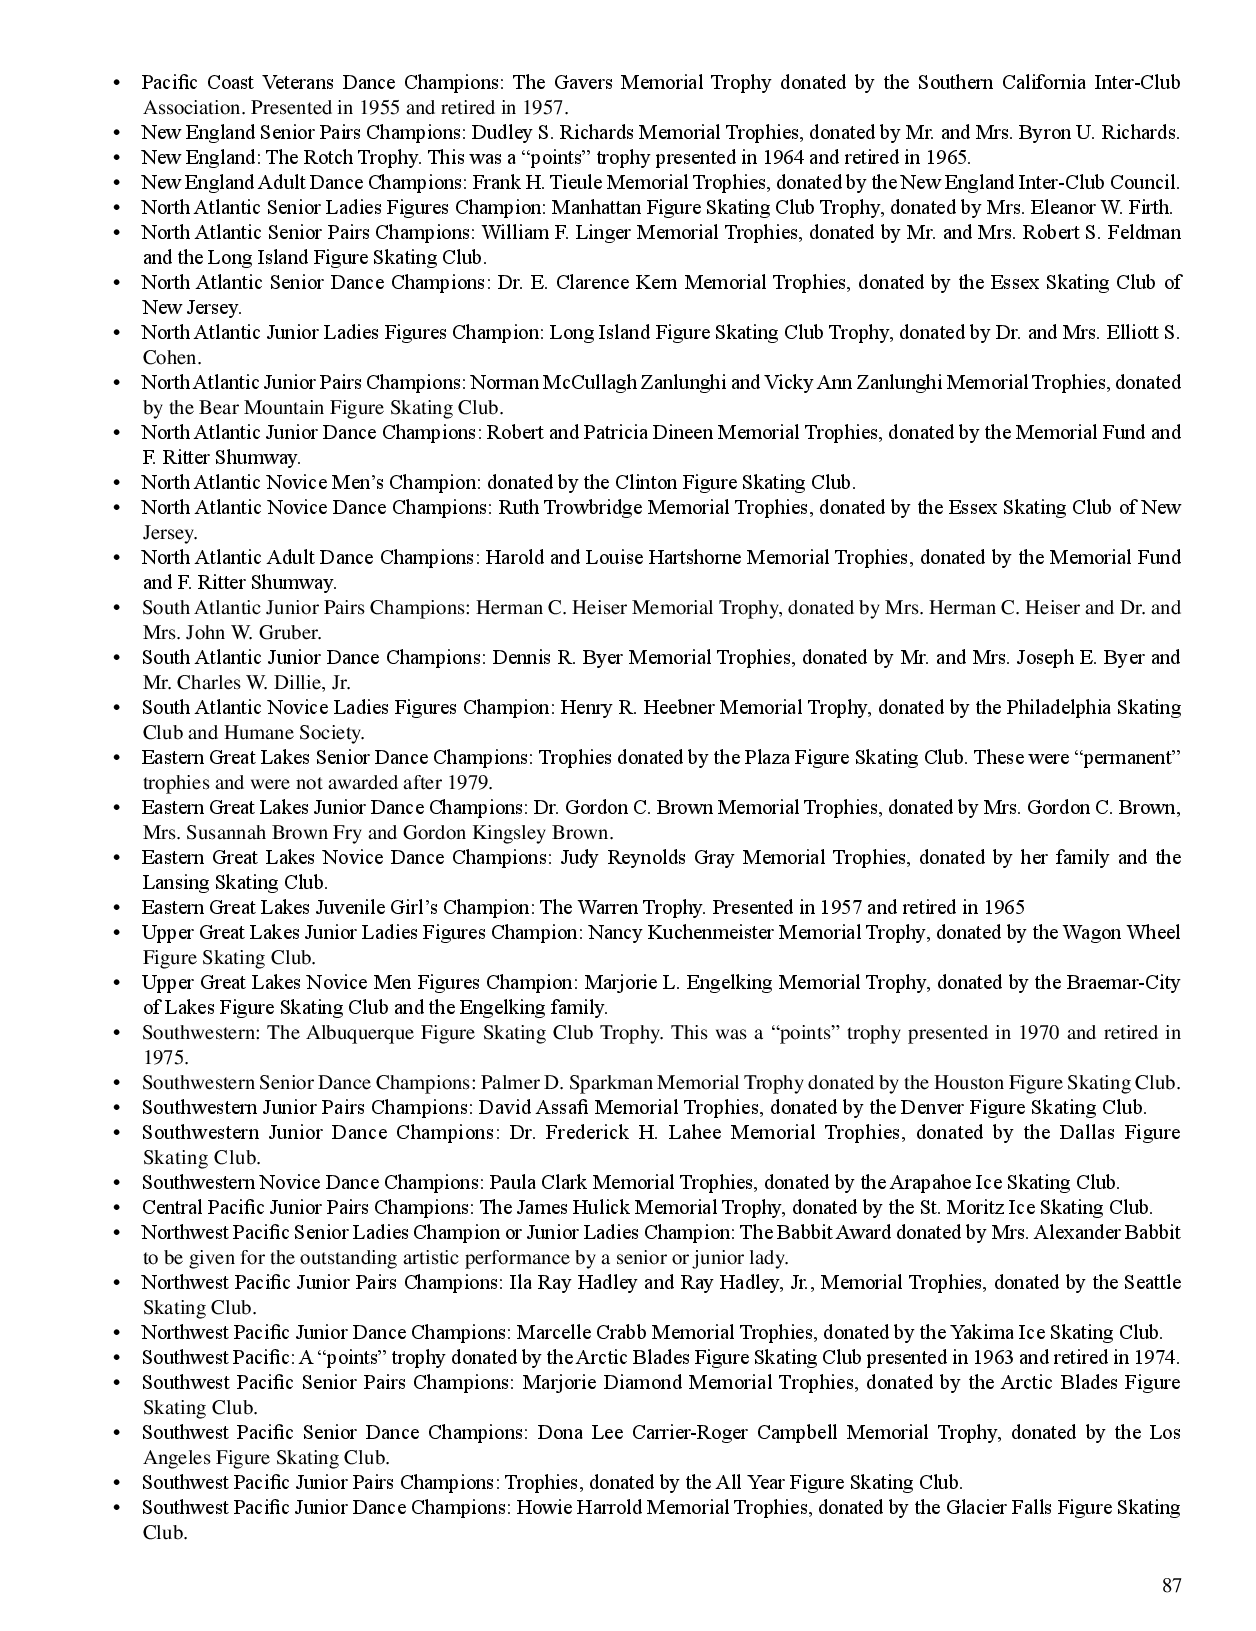 • Pacific Coast Veterans Dance Champions: The Gavers Memorial Trophy donated by the Southern California Inter-Club
Association. Presented in 1955 and retired in 1957.
• New England Senior Pairs Champions: Dudley S. Richards Memorial Trophies, donated by Mr. and Mrs. Byron U. Richards.
• New England: The Rotch Trophy. This was a “points” trophy presented in 1964 and retired in 1965.
• New England Adult Dance Champions: Frank H. Tieule Memorial Trophies, donated by the New England Inter-Club Council.
• North Atlantic Senior Ladies Figures Champion: Manhattan Figure Skating Club Trophy, donated by Mrs. Eleanor W. Firth.
• North Atlantic Senior Pairs Champions: William F. Linger Memorial Trophies, donated by Mr. and Mrs. Robert S. Feldman
and the Long Island Figure Skating Club.
• North Atlantic Senior Dance Champions: Dr. E. Clarence Kern Memorial Trophies, donated by the Essex Skating Club of
New Jersey.
• North Atlantic Junior Ladies Figures Champion: Long Island Figure Skating Club Trophy, donated by Dr. and Mrs. Elliott S.
Cohen.
• North Atlantic Junior Pairs Champions: Norman McCullagh Zanlunghi and Vicky Ann Zanlunghi Memorial Trophies, donated
by the Bear Mountain Figure Skating Club.
• North Atlantic Junior Dance Champions: Robert and Patricia Dineen Memorial Trophies, donated by the Memorial Fund and
F. Ritter Shumway.
• North Atlantic Novice Men’s Champion: donated by the Clinton Figure Skating Club.
• North Atlantic Novice Dance Champions: Ruth Trowbridge Memorial Trophies, donated by the Essex Skating Club of New
Jersey.
• North Atlantic Adult Dance Champions: Harold and Louise Hartshorne Memorial Trophies, donated by the Memorial Fund
and F. Ritter Shumway.
• South Atlantic Junior Pairs Champions: Herman C. Heiser Memorial Trophy, donated by Mrs. Herman C. Heiser and Dr. and
Mrs. John W. Gruber.
• South Atlantic Junior Dance Champions: Dennis R. Byer Memorial Trophies, donated by Mr. and Mrs. Joseph E. Byer and
Mr. Charles W. Dillie, Jr.
• South Atlantic Novice Ladies Figures Champion: Henry R. Heebner Memorial Trophy, donated by the Philadelphia Skating
Club and Humane Society.
• Eastern Great Lakes Senior Dance Champions: Trophies donated by the Plaza Figure Skating Club. These were “permanent”
trophies and were not awarded after 1979.
• Eastern Great Lakes Junior Dance Champions: Dr. Gordon C. Brown Memorial Trophies, donated by Mrs. Gordon C. Brown,
Mrs. Susannah Brown Fry and Gordon Kingsley Brown.
• Eastern Great Lakes Novice Dance Champions: Judy Reynolds Gray Memorial Trophies, donated by her family and the
Lansing Skating Club.
• Eastern Great Lakes Juvenile Girl’s Champion: The Warren Trophy. Presented in 1957 and retired in 1965
• Upper Great Lakes Junior Ladies Figures Champion: Nancy Kuchenmeister Memorial Trophy, donated by the Wagon Wheel
Figure Skating Club.
• Upper Great Lakes Novice Men Figures Champion: Marjorie L. Engelking Memorial Trophy, donated by the Braemar-City
of Lakes Figure Skating Club and the Engelking family.
• Southwestern: The Albuquerque Figure Skating Club Trophy. This was a “points” trophy presented in 1970 and retired in
1975.
• Southwestern Senior Dance Champions: Palmer D. Sparkman Memorial Trophy donated by the Houston Figure Skating Club.
• Southwestern Junior Pairs Champions: David Assafi Memorial Trophies, donated by the Denver Figure Skating Club.
• Southwestern Junior Dance Champions: Dr. Frederick H. Lahee Memorial Trophies, donated by the Dallas Figure
Skating Club.
• Southwestern Novice Dance Champions: Paula Clark Memorial Trophies, donated by the Arapahoe Ice Skating Club.
• Central Pacific Junior Pairs Champions: The James Hulick Memorial Trophy, donated by the St. Moritz Ice Skating Club.
• Northwest Pacific Senior Ladies Champion or Junior Ladies Champion: The Babbit Award donated by Mrs. Alexander Babbit
to be given for the outstanding artistic performance by a senior or junior lady.
• Northwest Pacific Junior Pairs Champions: Ila Ray Hadley and Ray Hadley, Jr., Memorial Trophies, donated by the Seattle
Skating Club.
• Northwest Pacific Junior Dance Champions: Marcelle Crabb Memorial Trophies, donated by the Yakima Ice Skating Club.
• Southwest Pacific: A “points” trophy donated by the Arctic Blades Figure Skating Club presented in 1963 and retired in 1974.
• Southwest Pacific Senior Pairs Champions: Marjorie Diamond Memorial Trophies, donated by the Arctic Blades Figure
Skating Club.
• Southwest Pacific Senior Dance Champions: Dona Lee Carrier-Roger Campbell Memorial Trophy, donated by the Los
Angeles Figure Skating Club.
• Southwest Pacific Junior Pairs Champions: Trophies, donated by the All Year Figure Skating Club.
• Southwest Pacific Junior Dance Champions: Howie Harrold Memorial Trophies, donated by the Glacier Falls Figure Skating
Club.
87